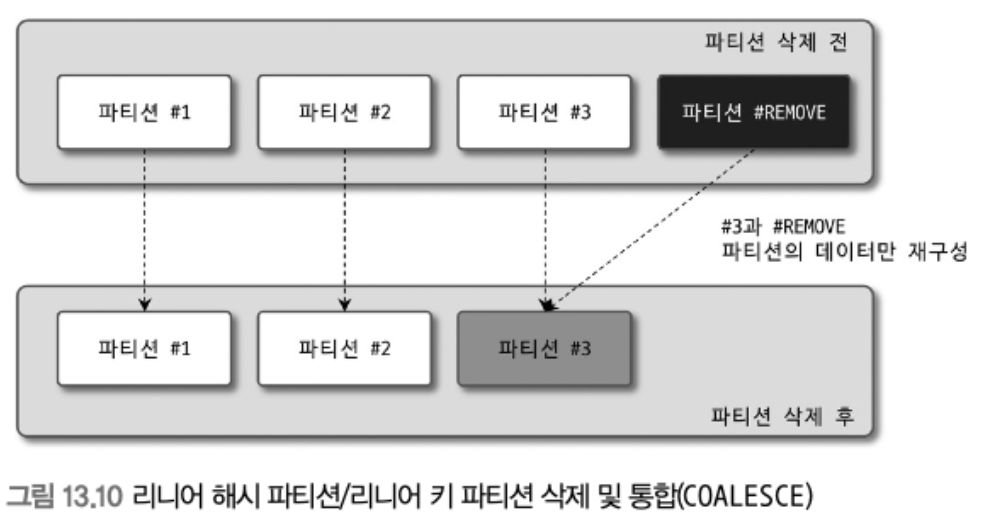 파티션 삭제 전
파티션 #1
파티션 #2
파티션 #3
파티션 #REMOVE
#3과 #REMOVE
파티션의 데이터만 재구성
파티션 #1
파티션 #2
파티션 #3
파티션 삭제 후
그림 13.10 리니어 해시 파티션/리니어 키 파티션 삭제 및 통합(COALESCE)